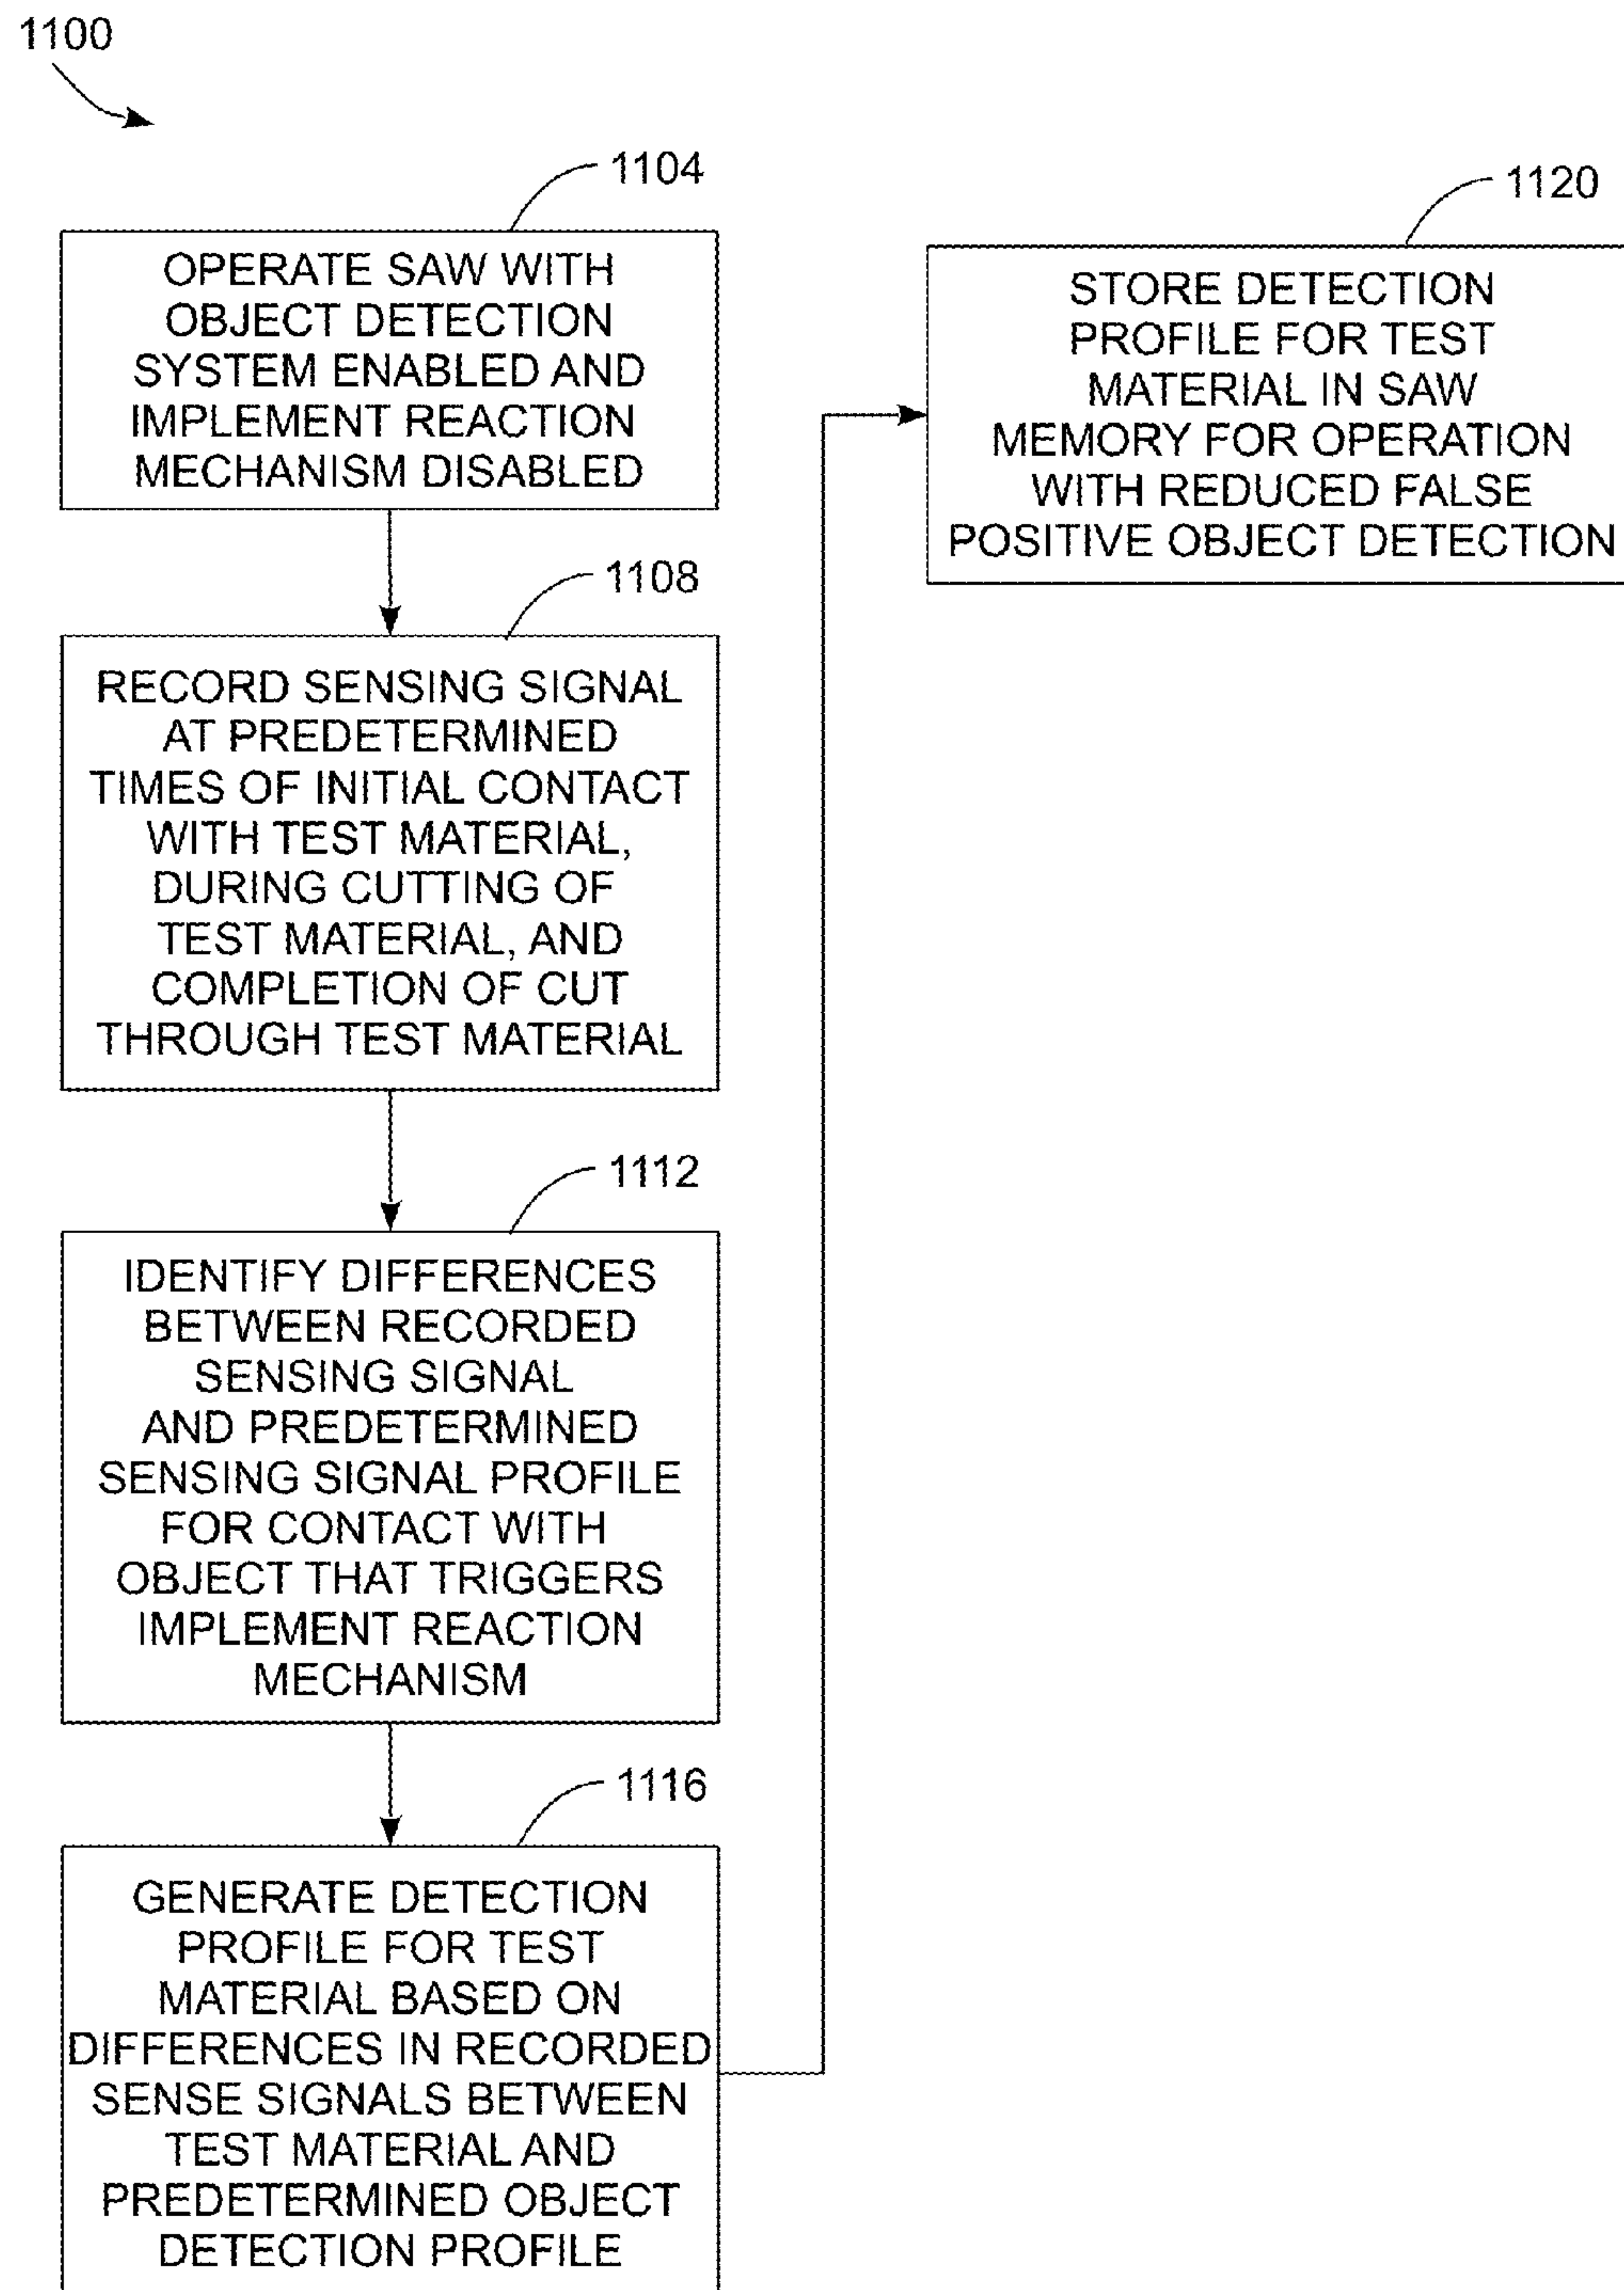 1100
1104
OPERATE SAW WITH
OBJECT DETECTION
SYSTEM ENABLED AND
IMPLEMENT REACTION
MECHANISM DISABLED
1108
RECORD SENSING SIGNAL
AT PREDETERMINED
TIMES OF INITIAL CONTACT
WITH TEST MATERIAL,
DURING CUTTING OF
TEST MATERIAL, AND
COMPLETION OF CUT
THROUGH TEST MATERIAL
1112
IDENTIFY DIFFERENCES
BETWEEN RECORDED
SENSING SIGNAL
AND PREDETERMINED
SENSING SIGNAL PROFILE
FOR CONTACT WITH
OBJECT THAT TRIGGERS
IMPLEMENT REACTION
MECHANISM
1116
GENERATE DETECTION
PROFILE FOR TEST
MATERIAL BASED ON
DIFFERENCES IN RECORDED
SENSE SIGNALS BETWEEN
TEST MATERIAL AND
PREDETERMINED OBJECT
DETECTION PROFILE
1120
STORE DETECTION
PROFILE FOR TEST
MATERIAL IN SAW
MEMORY FOR OPERATION
WITH REDUCED FALSE
POSITIVE OBJECT DETECTION